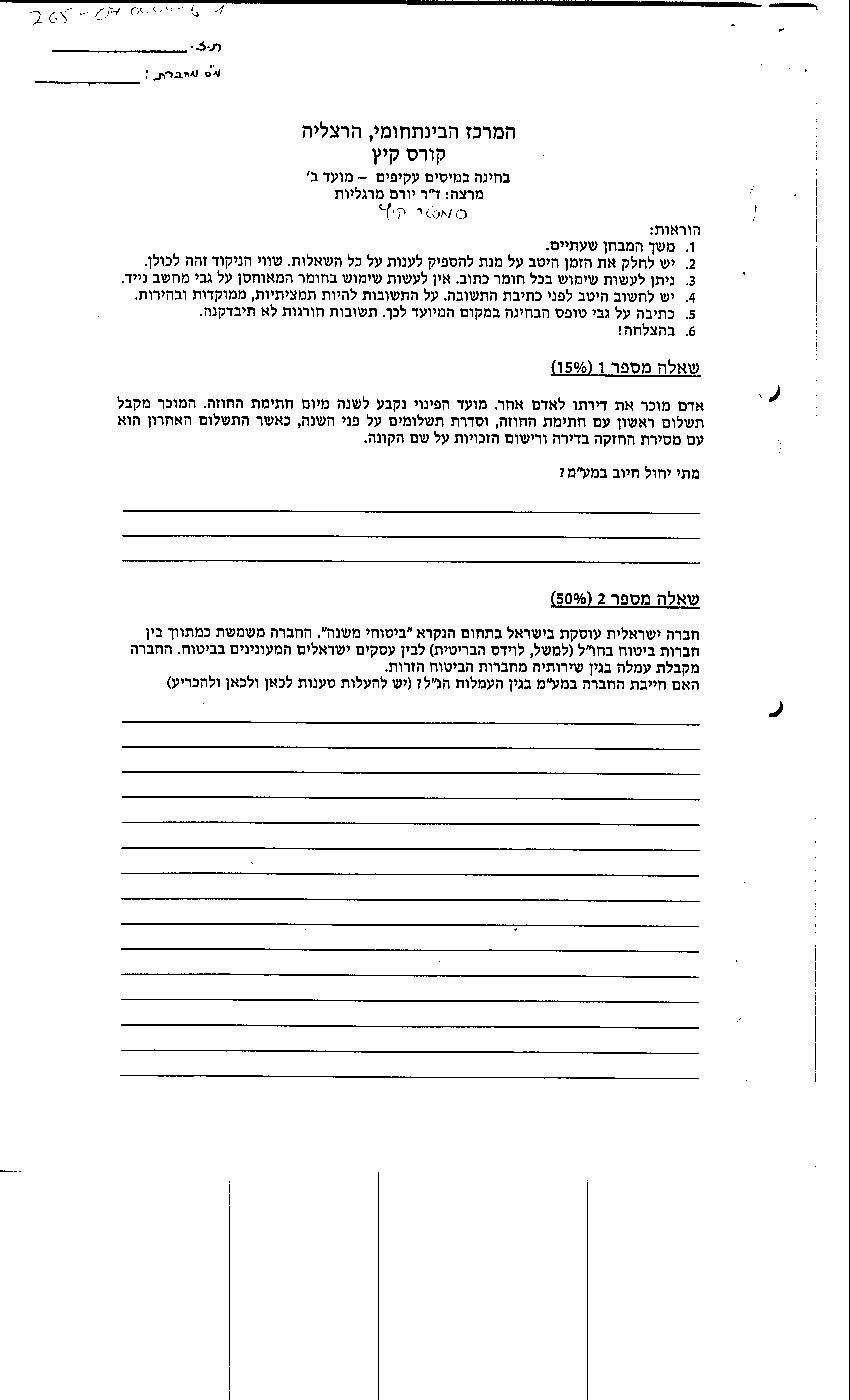 ת.ז.
מס מחברת:
המרכז הבינתחומי, הרצליה
קורס קיץ
בחינה במיסים עקיפים – מועד ב'
מרצה: ד"ר יורם מרגליות
סמסטר קיץ
הוראות:
1. משך המבחן שעתיים.
2. יש לחלק את הזמן היטב על מנת להספיק לענות על כל השאלות. שווי הניקוד זהה לכולן.
3. ניתן לעשות שימוש בכל חומר כתוב. אין לעשות שימוש בחומר המאוחסן על גבי מחשב נייד.
4. יש לחשוב היטב לפני כתיבת התשובה. על התשובות להיות תמציתיות, ממוקדות ובהירות.
5. כתיבה על גבי טופס הבחינה במקום המיועד לכך. תשובות חורגות לא תיבדקנה.
6. בהצלחה!
שאלה מספר 1 (15%)
אדם מוכר את דירתו לאדם אחר. מועד הפינוי נקבע לשנה מיום חתימת החוזה. המוכר מקבל
תשלום ראשון עם חתימת החוזה, וסדרת תשלומים על פני השנה, כאשר התשלום האחרון הוא
עם מסירת החזקה בדירה ורישום הזכויות על שם הקונה.
מתי יחול חיוב במע"מ?
שאלה מספר 2 (50%)
חברה ישראלית עוסקת בישראל בתחום הנקרא "ביטוחי משנה". החברה משמשת כמתווך בין
חברות ביטוח בחו"ל (למשל, לוידס הבריטית) לבין עסקים ישראלים המעונינים בביטוח. החברה
מקבלת עמלה בגין שירותיה מחברות הביטוח הזרות.
האם חייבת החברה במע"מ בגין העמלות הנ"ל? (יש להעלות טענות לכאן ולכאן ולהכריע)